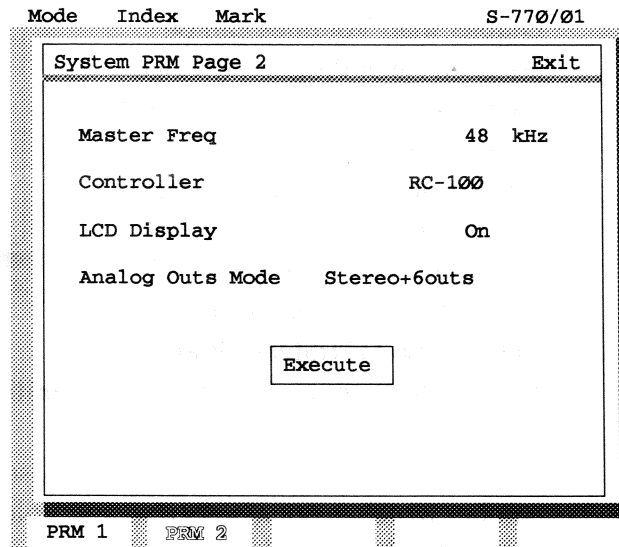 Mode Index Mark S-770/01
System PRM Page 2 Exit
Master Freq 48 kHz
Controller RC-100
LCD Display On
Analog Outs Mode Stereo+6outs
Execute
PRM 1 PRM 2